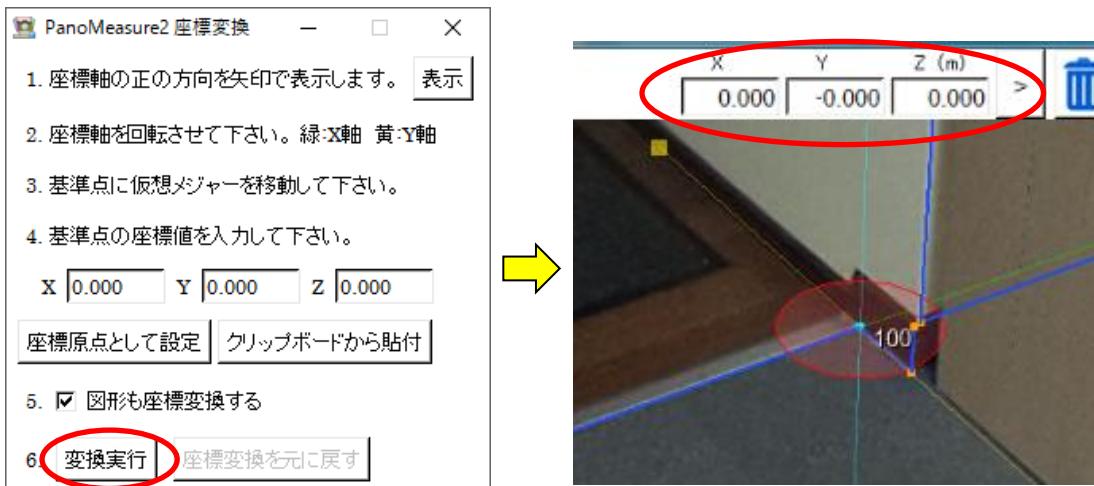 PanoMeasure2 座標変換
1. 座標軸の正の方向を矢印で表示します。 表示
2. 座標軸を回転させて下さい。緑:X軸 黄:Y軸
3. 基準点に仮想メジャーを移動して下さい。
4. 基準点の座標値を入力して下さい。
X 0.000 Y 0.000 Z 0.000
座標原点として設定 クリップボードから貼付
5. 図形も座標変換する
6. 変換実行 座標変換を元に戻す
X Y Z (m)
0.000 -0.000 0.000 >
100